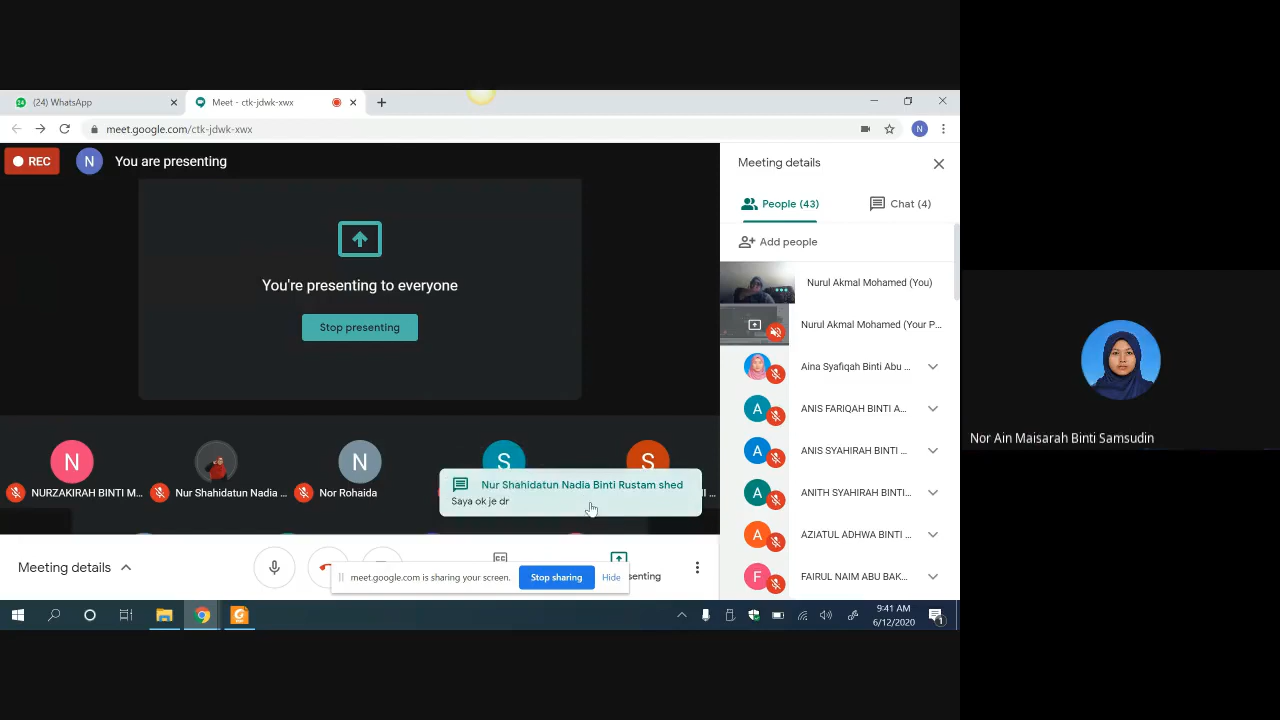 (24) WhatsApp
Meet - ctk-jdwk-xwx
meet.google.com/ctk-jdwk-xwx
N
REC
N
You are presenting
Meeting details
People (43)
Chat (4)
Add people
You're presenting to everyone
Stop presenting
Nurul Akmal Mohamed (You)
Nurul Akmal Mohamed (Your P...
Aina Syafiqah Binti Abu ...
A
ANIS FARIQAH BINTI A...
A
ANIS SYAHIRAH BINTI ...
A
ANITH SYAHIRAH BINTI...
A
AZIATUL ADHWA BINTI ...
F
FAIRUL NAIM ABU BAK...
N
N
S
S
NURZAKIRAH BINTI M...
Nur Shahidatun Nadia ...
Nor Rohaida
Nur Shahidatun Nadia Binti Rustam shed
Saya ok je dr
Meeting details
meet.google.com is sharing your screen.
Stop sharing
Hide
9:41 AM
6/12/2020
1
Nor Ain Maisarah Binti Samsudin